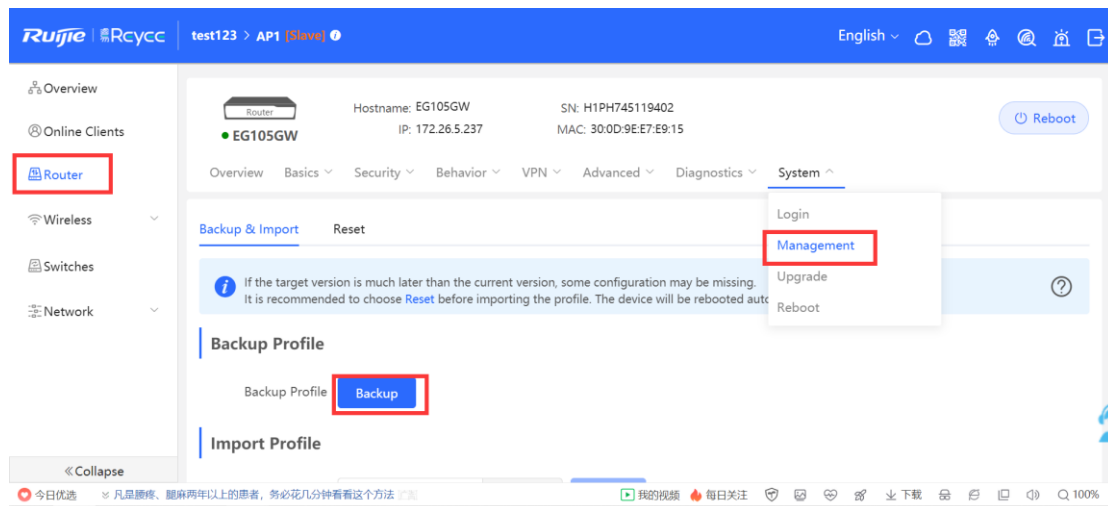 Ruijie Rcycc test123 > AP1 [Slave] English
Overview
Online Clients
Router
Wireless
Switches
Network
Collapse
Router
EG105GW
Hostname: EG105GW SN: H1PH745119402
IP: 172.26.5.237 MAC: 30:0D:9E:E7:E9:15
Reboot
Overview Basics Security Behavior VPN Advanced Diagnostics System
Login
Management
Upgrade
Reboot
Backup & Import Reset
If the target version is much later than the current version, some configuration may be missing.
It is recommended to choose Reset before importing the profile. The device will be rebooted
Backup Profile
Backup Profile Backup
Import Profile
今日优选 凡是腰疼、腿麻两年以上的患者，务必花几分钟看看这个方法 我的视频 每日关注 下载 100%